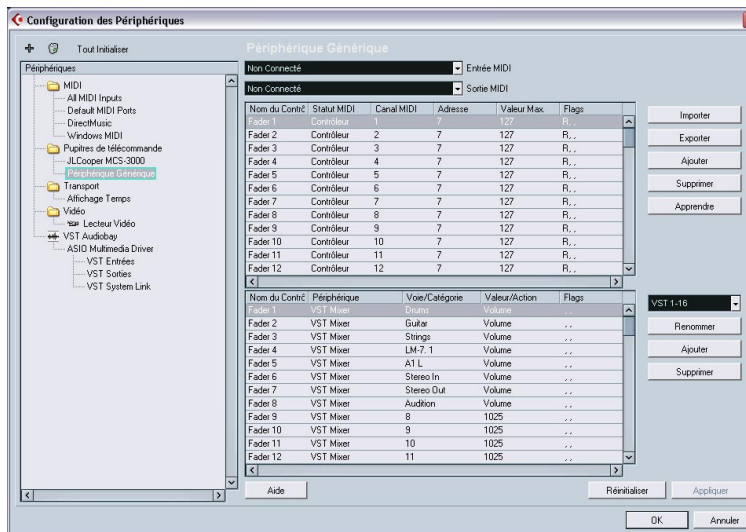 Configuration des Périphériques
Tout Initialiser
Périphériques
MIDI
All MIDI Inputs
Default MIDI Ports
DirectMusic
Windows MIDI
Pupitres de télécommande
JLCooper MCS-3000
Périphérique Générique
Transport
Affichage Temps
Vidéo
Lecteur Vidéo
VST Audiobay
ASIO Multimedia Driver
VST Entrées
VST Sorties
VST System Link
Périphérique Générique
Non Connecté Entrée MIDI
Non Connecté Sortie MIDI
Nom du Contrô Statut MIDI Canal MIDI Adresse Valeur Max. Flags
Fader 1 Contrôleur 1 7 127 R, ,
Fader 2 Contrôleur 2 7 127 R, ,
Fader 3 Contrôleur 3 7 127 R, ,
Fader 4 Contrôleur 4 7 127 R, ,
Fader 5 Contrôleur 5 7 127 R, ,
Fader 6 Contrôleur 6 7 127 R, ,
Fader 7 Contrôleur 7 7 127 R, ,
Fader 8 Contrôleur 8 7 127 R, ,
Fader 9 Contrôleur 9 7 127 R, ,
Fader 10 Contrôleur 10 7 127 R, ,
Fader 11 Contrôleur 11 7 127 R, ,
Fader 12 Contrôleur 12 7 127 R, ,
Importer
Exporter
Ajouter
Supprimer
Apprendre
Nom du Contrô Périphérique Voie/Catégorie Valeur/Action Flags
Fader 1 VST Mixer Drums Volume , ,
Fader 2 VST Mixer Guitar Volume , ,
Fader 3 VST Mixer Strings Volume , ,
Fader 4 VST Mixer LM-7. 1 Volume , ,
Fader 5 VST Mixer A1 L Volume , ,
Fader 6 VST Mixer Stereo In Volume , ,
Fader 7 VST Mixer Stereo Out Volume , ,
Fader 8 VST Mixer Audition Volume , ,
Fader 9 VST Mixer 8 1025 , ,
Fader 10 VST Mixer 9 1025 , ,
Fader 11 VST Mixer 10 1025 , ,
Fader 12 VST Mixer 11 1025 , ,
VST 1-16
Renommer
Ajouter
Supprimer
Aide
Réinitialiser
Appliquer
OK
Annuler